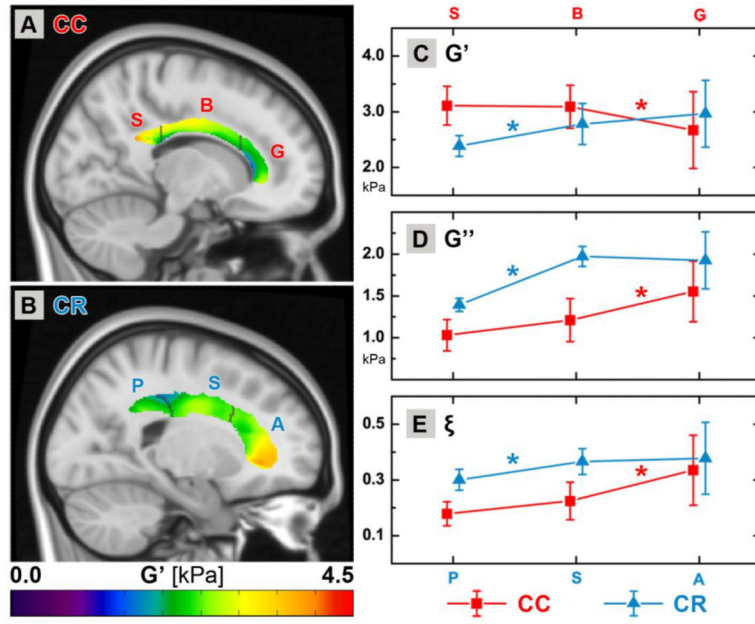 A CC
S
B
G
B CR
P
S
A
0.0 G' [kPa] 4.5
S B G
C G'
4.0
3.0
2.0
kPa
*
*
D G''
2.0
1.5
1.0
kPa
*
*
E ξ
0.5
0.3
0.1
*
*
P S A
CC CR